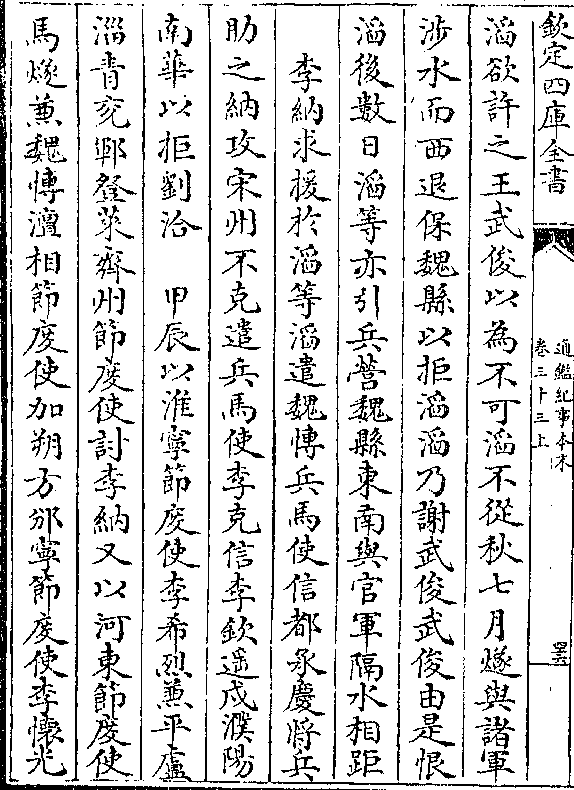 欽定四庫全書
通鑑紀事本末
卷三十三上
滔欲許之王武俊以為不可滔不從秋七月燧與諸軍
涉水而西退保魏縣以拒滔滔乃謝武俊武俊由是恨
滔後數日滔等亦引兵營魏縣東南與官軍隔水相距
李納求援於滔等滔遣魏博兵馬使信都承慶將兵
助之納攻宋州不克遣兵馬使李克信李欽遥戍濮陽
南華以拒劉洽　甲辰以淮寧節度使李希烈兼平盧
淄青兖鄆登萊齊州節度使討李納又以河東節度使
馬燧兼魏博澶相節度使加朔方邠寧節度使李懷光